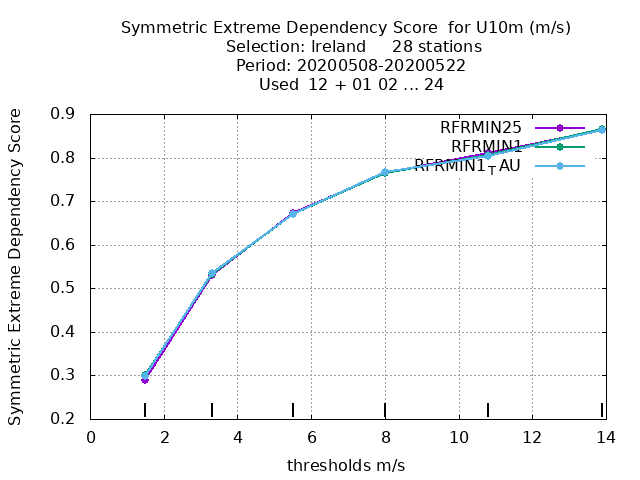 Symmetric Extreme Dependency Score  for U10m (m/s)
Selection: Ireland     28 stations
Period: 20200508-20200522
Used  12 + 01 02 ... 24
Symmetric Extreme Dependency Score
0.9
0.8
0.7
0.6
0.5
0.4
0.3
0.2
RFRMIN25
RFRMIN1
RFRMIN1TAU
0 2 4 6 8 10 12 14
thresholds m/s